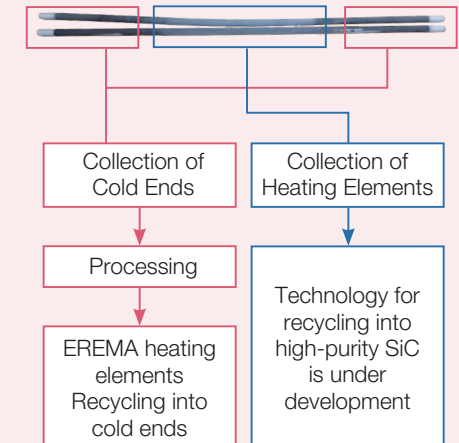 Collection of
Cold Ends
Collection of
Heating Elements
Processing
Technology for
recycling into
high-purity SiC
is under
development
EREMA heating
elements
Recycling into
cold ends